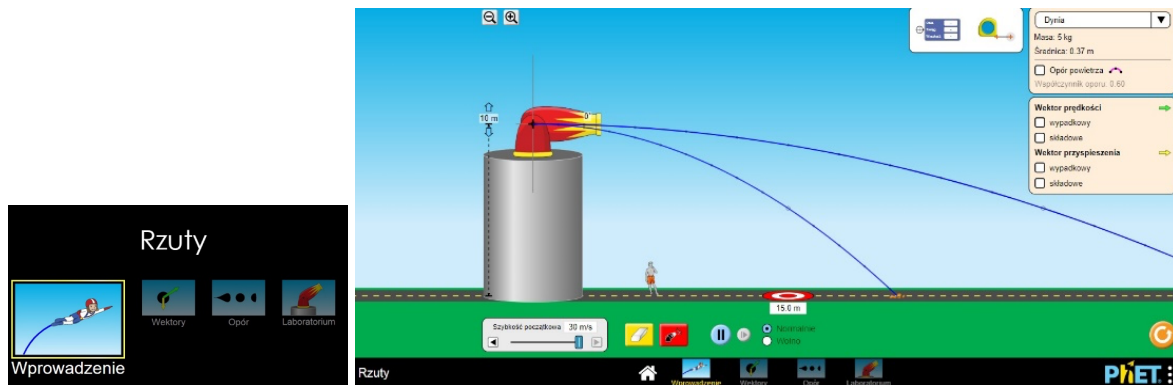 Rzuty
Wektory
Opór
Laboratorium
Wprowadzenie
10 m
0°
15.0 m
Dynia
Masa: 5 kg
Średnica: 0.37 m
Opór powietrza
Współczynnik oporu: 0.60
Wektor prędkości
wypadkowy
składowe
Wektor przyspieszenia
wypadkowy
składowe
Szybkość początkowa 30 m/s
Normalnie
Wolno
Rzuty
Wprowadzenie
Wektory
Opór
Laboratorium
PhET